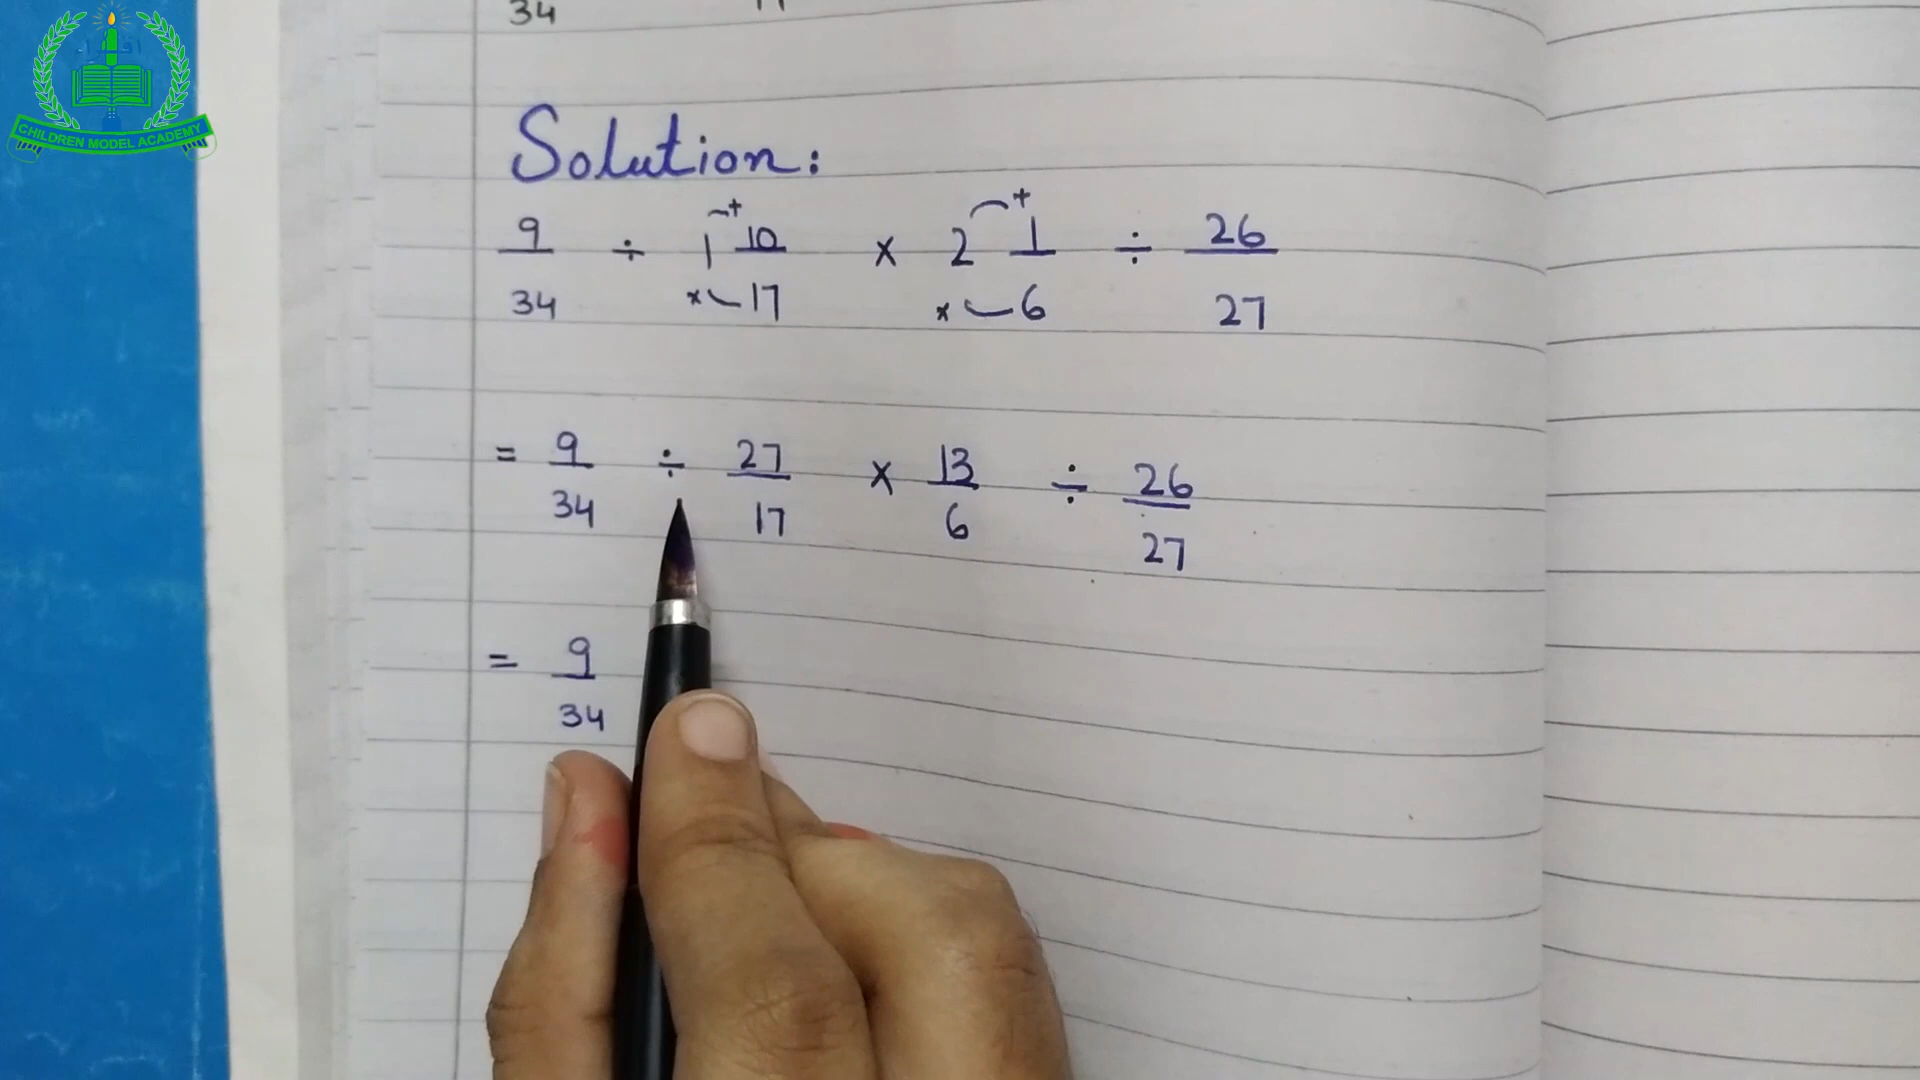 34
Solution:
9/34 ÷ 1 10/17 × 2 1/6 ÷ 26/27
= 9/34 ÷ 27/17 × 13/6 ÷ 26/27
= 9/34
اقراء
CHILDREN MODEL ACADEMY